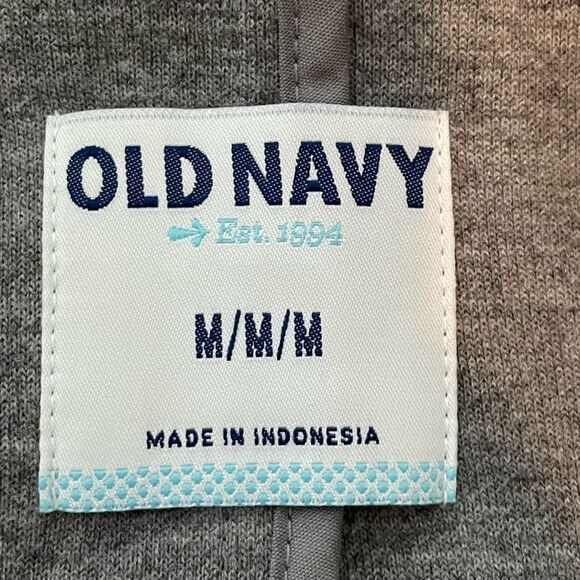 OLD NAVY
Est. 1994
M/M/M
MADE IN INDONESIA